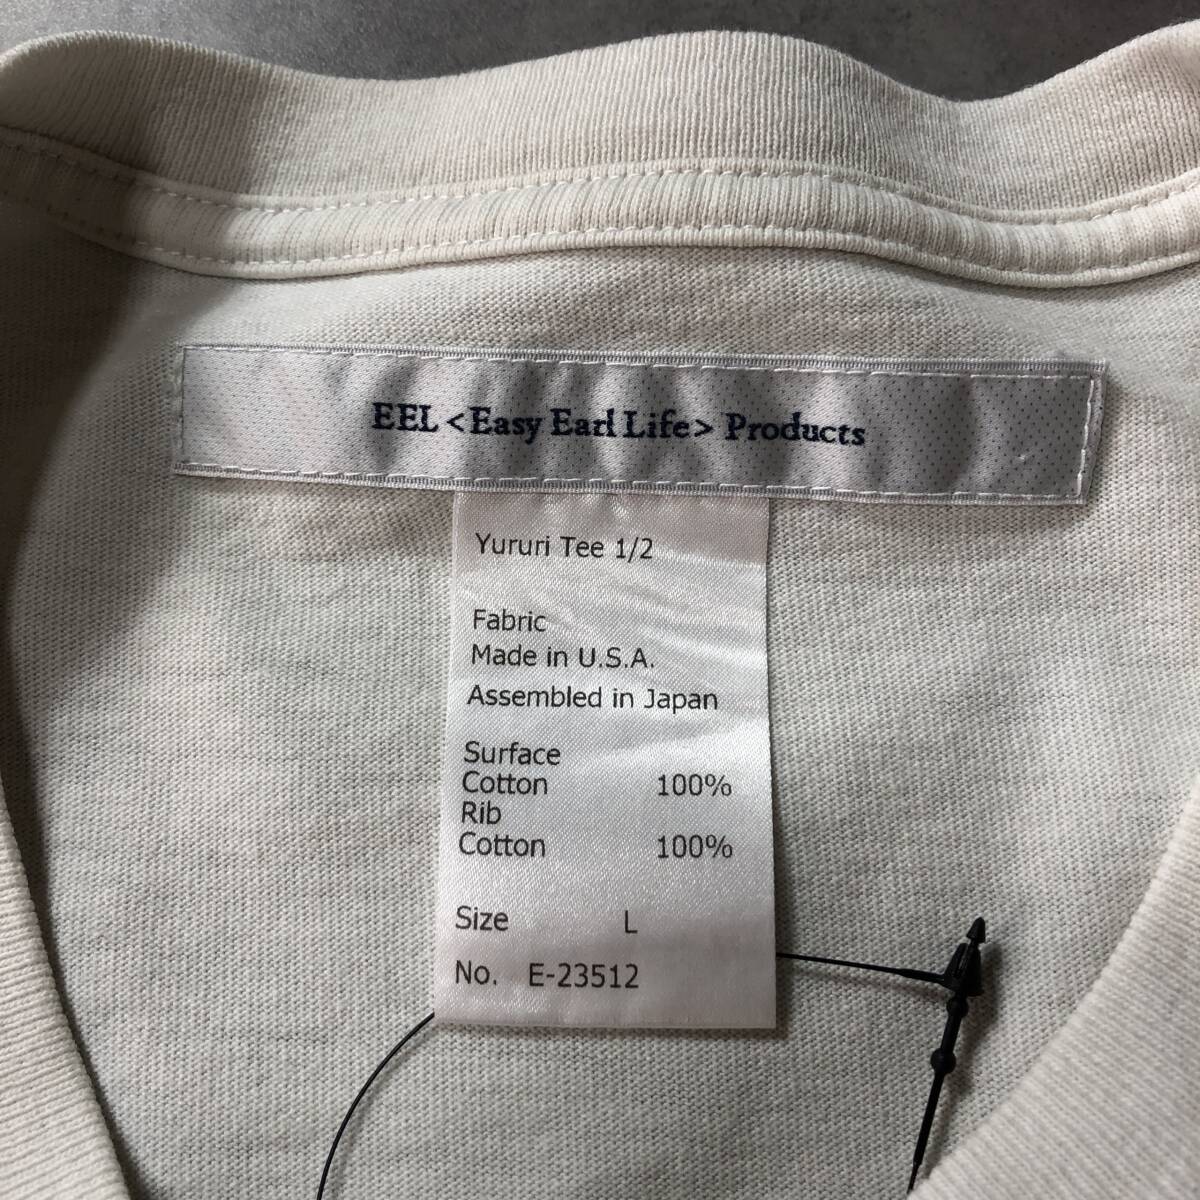 EEL <Easy Earl Life> Products
Yururi Tee 1/2
Fabric
Made in U.S.A.
Assembled in Japan
Surface
Cotton 100%
Rib
Cotton 100%
Size L
No. E-23512